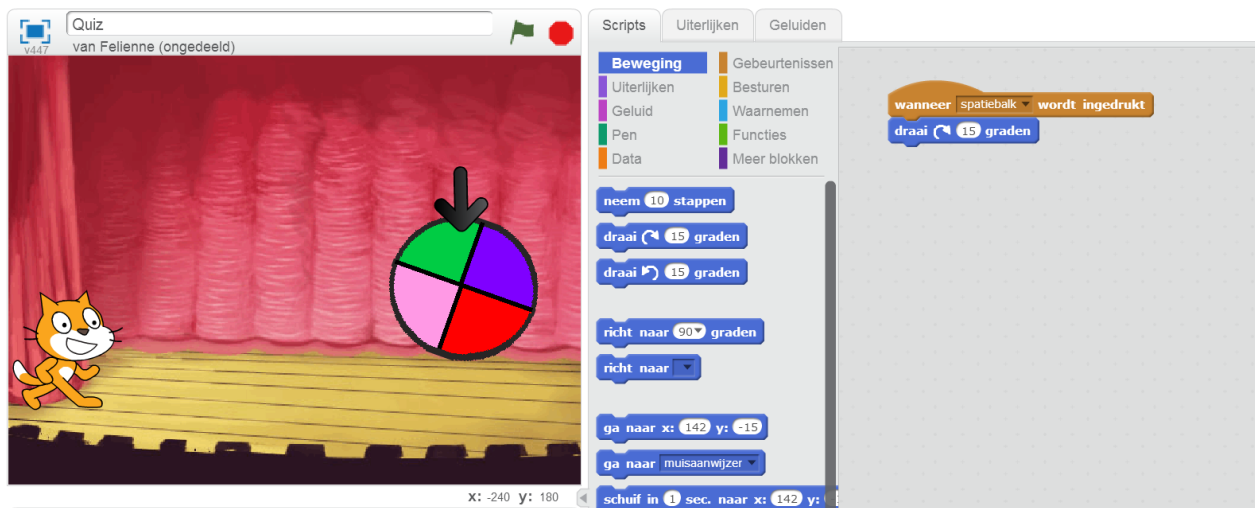 Quiz
v447
van Felienne (ongedeeld)
X: -240 y: 180
Scripts
Uiterlijken
Geluiden
Beweging
Gebeurtenissen
Uiterlijken
Besturen
Geluid
Waarnemen
Pen
Functies
Data
Meer blokken
neem 10 stappen
draai 15 graden
draai 15 graden
richt naar 90 graden
richt naar
ga naar x: 142 y: -15
ga naar muisaanwijzer
schuif in 1 sec. naar x: 142 y:
wanneer spatiebalk wordt ingedrukt
draai 15 graden